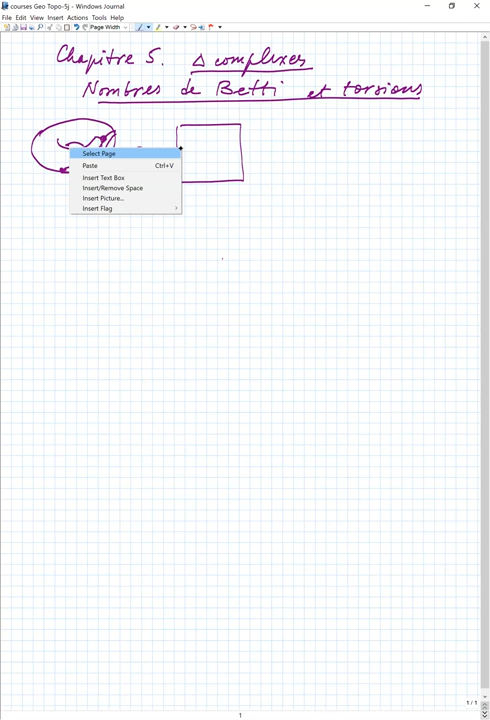 courses Geo Topo-5j - Windows Journal
File Edit View Insert Actions Tools Help
Page Width
Chapitre 5. Δ complexes
Nombres de Betti et torsions
Select Page
Paste Ctrl+V
Insert Text Box
Insert/Remove Space
Insert Picture...
Insert Flag
1 / 1
1